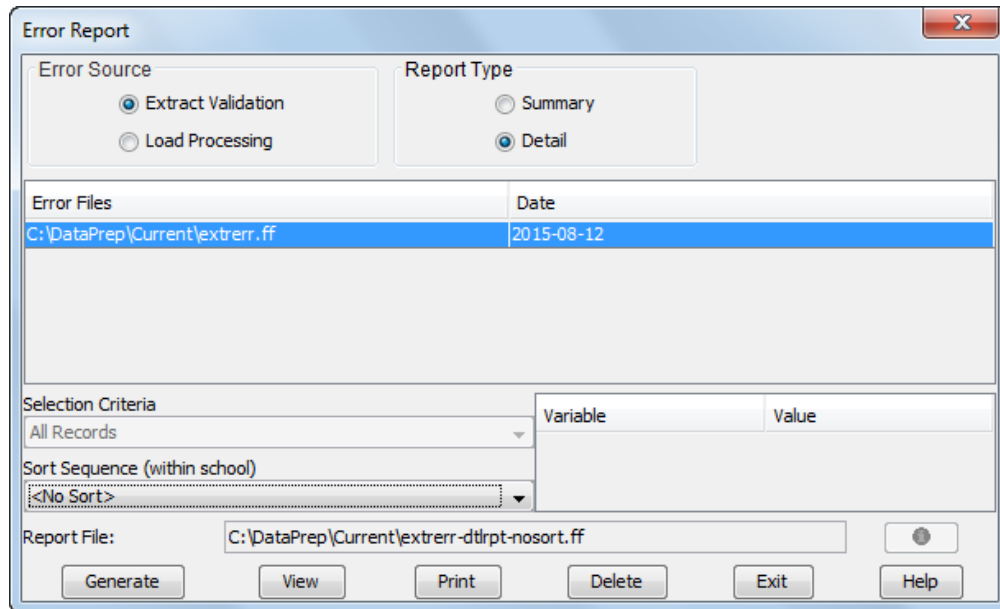 Error Report
Error Source
Report Type
Extract Validation
Summary
Load Processing
Detail
Error Files
Date
C:\DataPrep\Current\extrerr.ff
2015-08-12
Selection Criteria
Variable
Value
All Records
Sort Sequence (within school)
<No Sort>
Report File:
C:\DataPrep\Current\extrerr-dtlrpt-nosort.ff
Generate
View
Print
Delete
Exit
Help